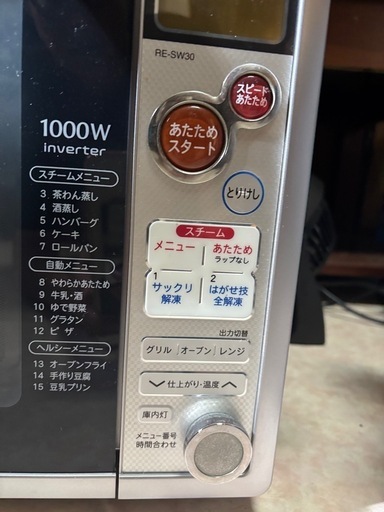 RE-SW30
スピード
あたため
1000W
inverter
あたため
スタート
とりけし
スチームメニュー
3 茶わん蒸し
4 酒蒸し
5 ハンバーグ
6 ケーキ
7 ロールパン
自動メニュー
8 やわらかあたため
9 牛乳・酒
10 ゆで野菜
11 グラタン
12 ピザ
ヘルシーメニュー
13 オープンフライ
14 手作り豆腐
15 豆乳プリン
スチーム
メニュー
あたため
ラップなし
1
サックリ
解凍
2
はがせ技
全解凍
出力切替
グリル オーブン レンジ
仕上がり・温度
庫内灯
メニュー番号
時間合わせ